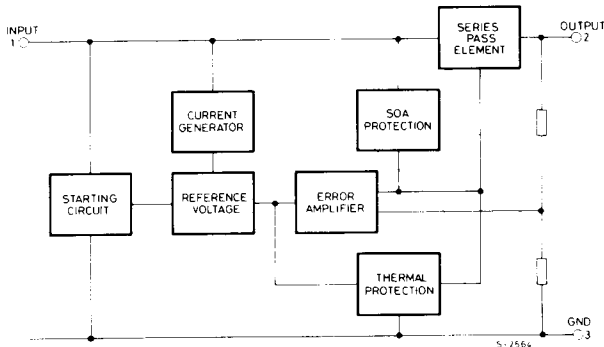 INPUT
1
SERIES
PASS
ELEMENT
OUTPUT
2
CURRENT
GENERATOR
SOA
PROTECTION
STARTING
CIRCUIT
REFERENCE
VOLTAGE
ERROR
AMPLIFIER
THERMAL
PROTECTION
GND
3
S-2564